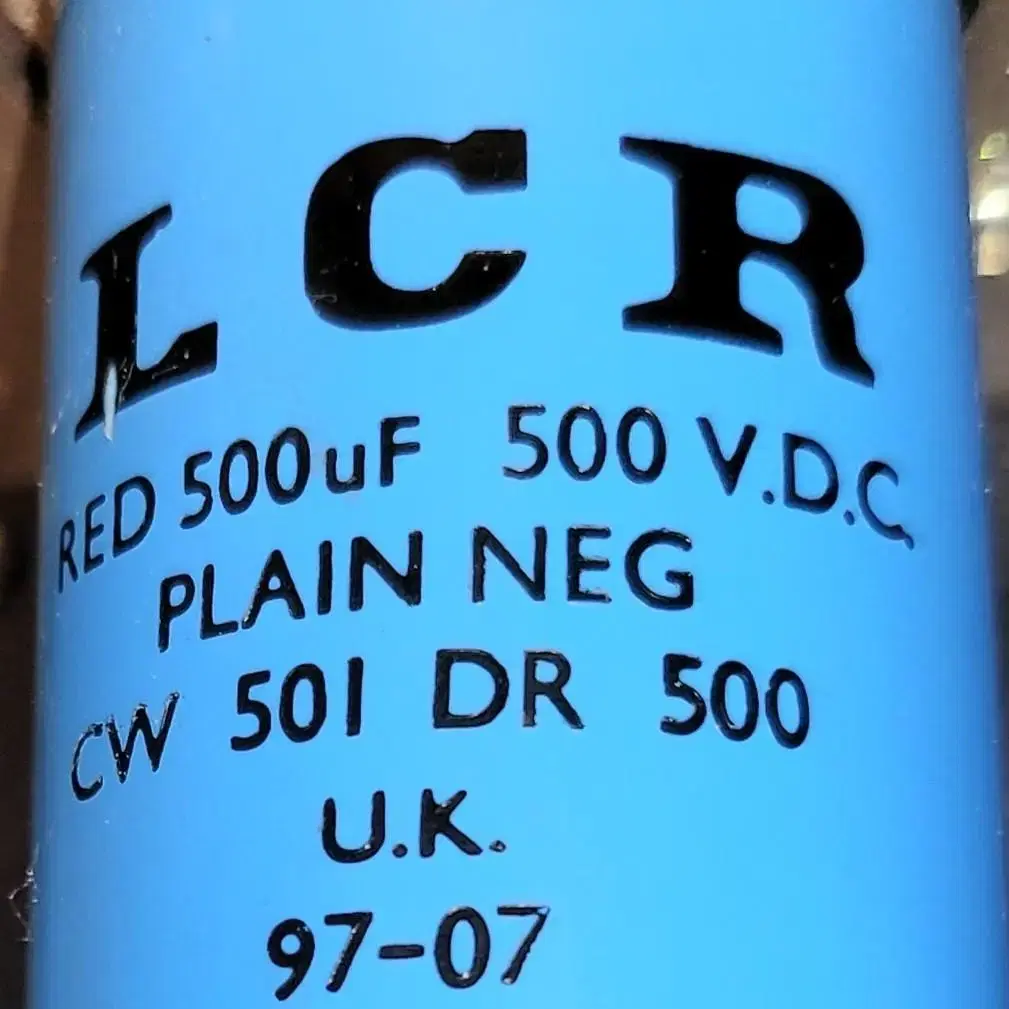 LCR
RED 500uF 500 V.D.C.
PLAIN NEG
CW 501 DR 500
U.K.
97-07